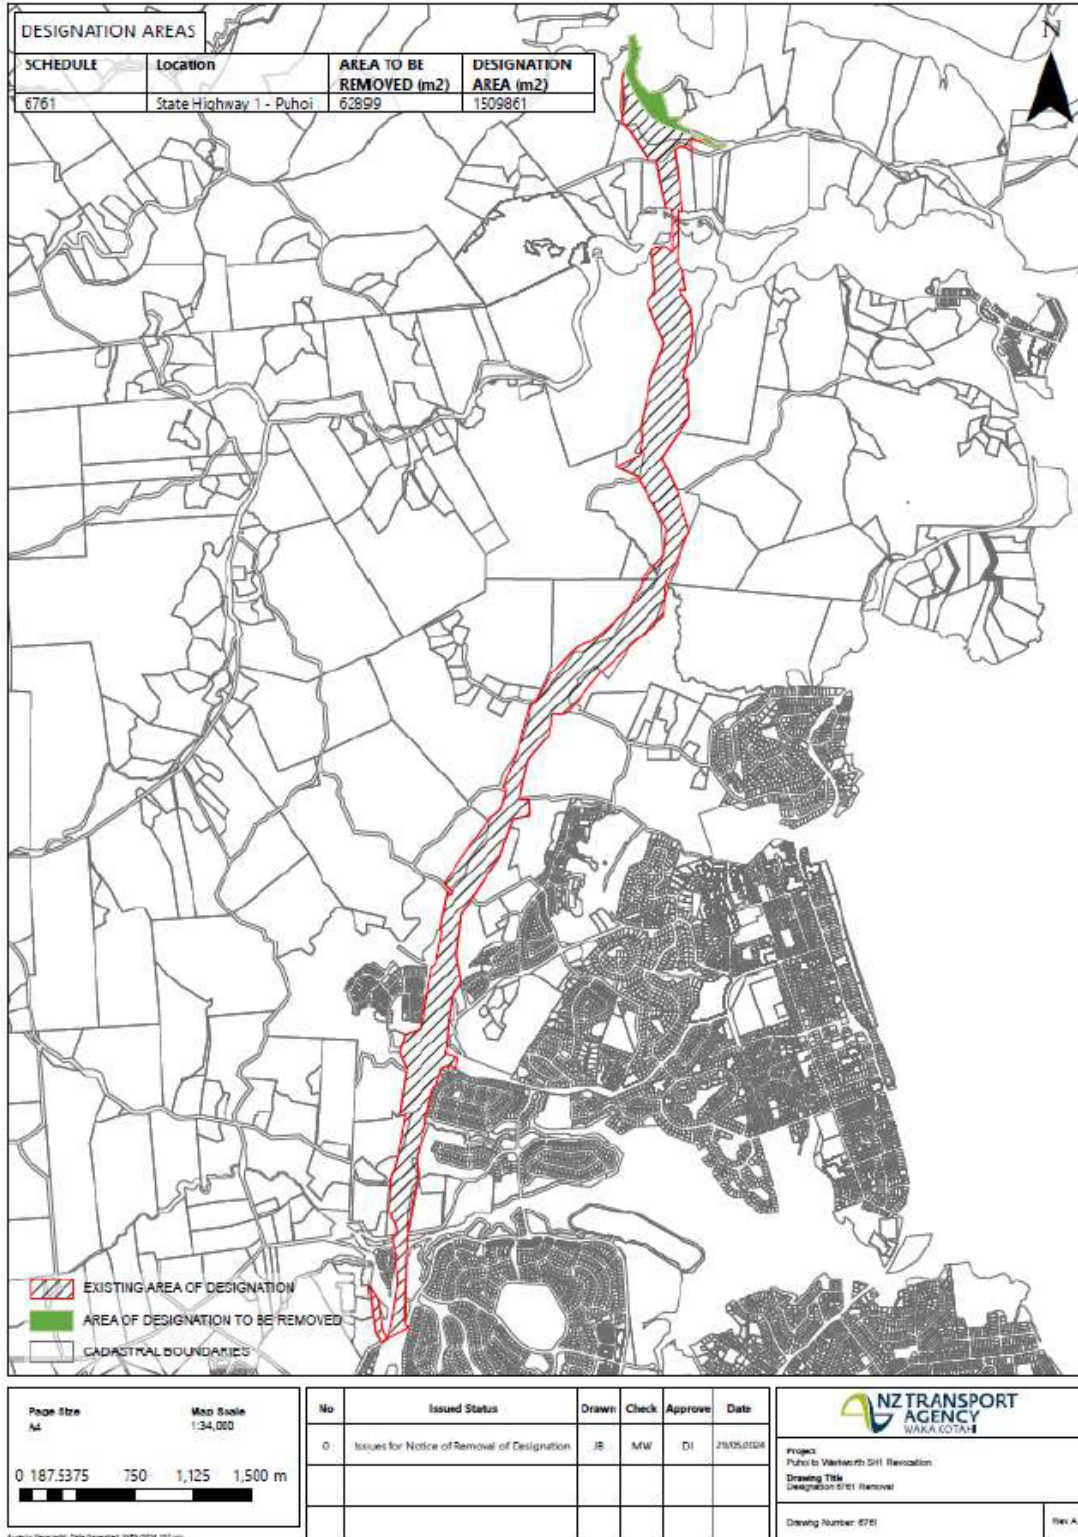 DESIGNATION AREAS
SCHEDULE Location AREA TO BE REMOVED (m2) DESIGNATION AREA (m2)
6761 State Highway 1 - Puhoi 62899 1509861
N
EXISTING AREA OF DESIGNATION
AREA OF DESIGNATION TO BE REMOVED
CADASTRAL BOUNDARIES
Page Size
A4
Map Scale
1:34,000
0 187.5375 750 1,125 1,500 m
No Issued Status Drawn Check Approve Date
0 Issues for Notice of Removal of Designation JB MW DI 29/05/2024
NZ TRANSPORT
AGENCY
WAKA KOTAHI
Project
Puhoi to Warkworth SH1 Revocation
Drawing Title
Designation 6761 Removal
Drawing Number: 6761
Rev A